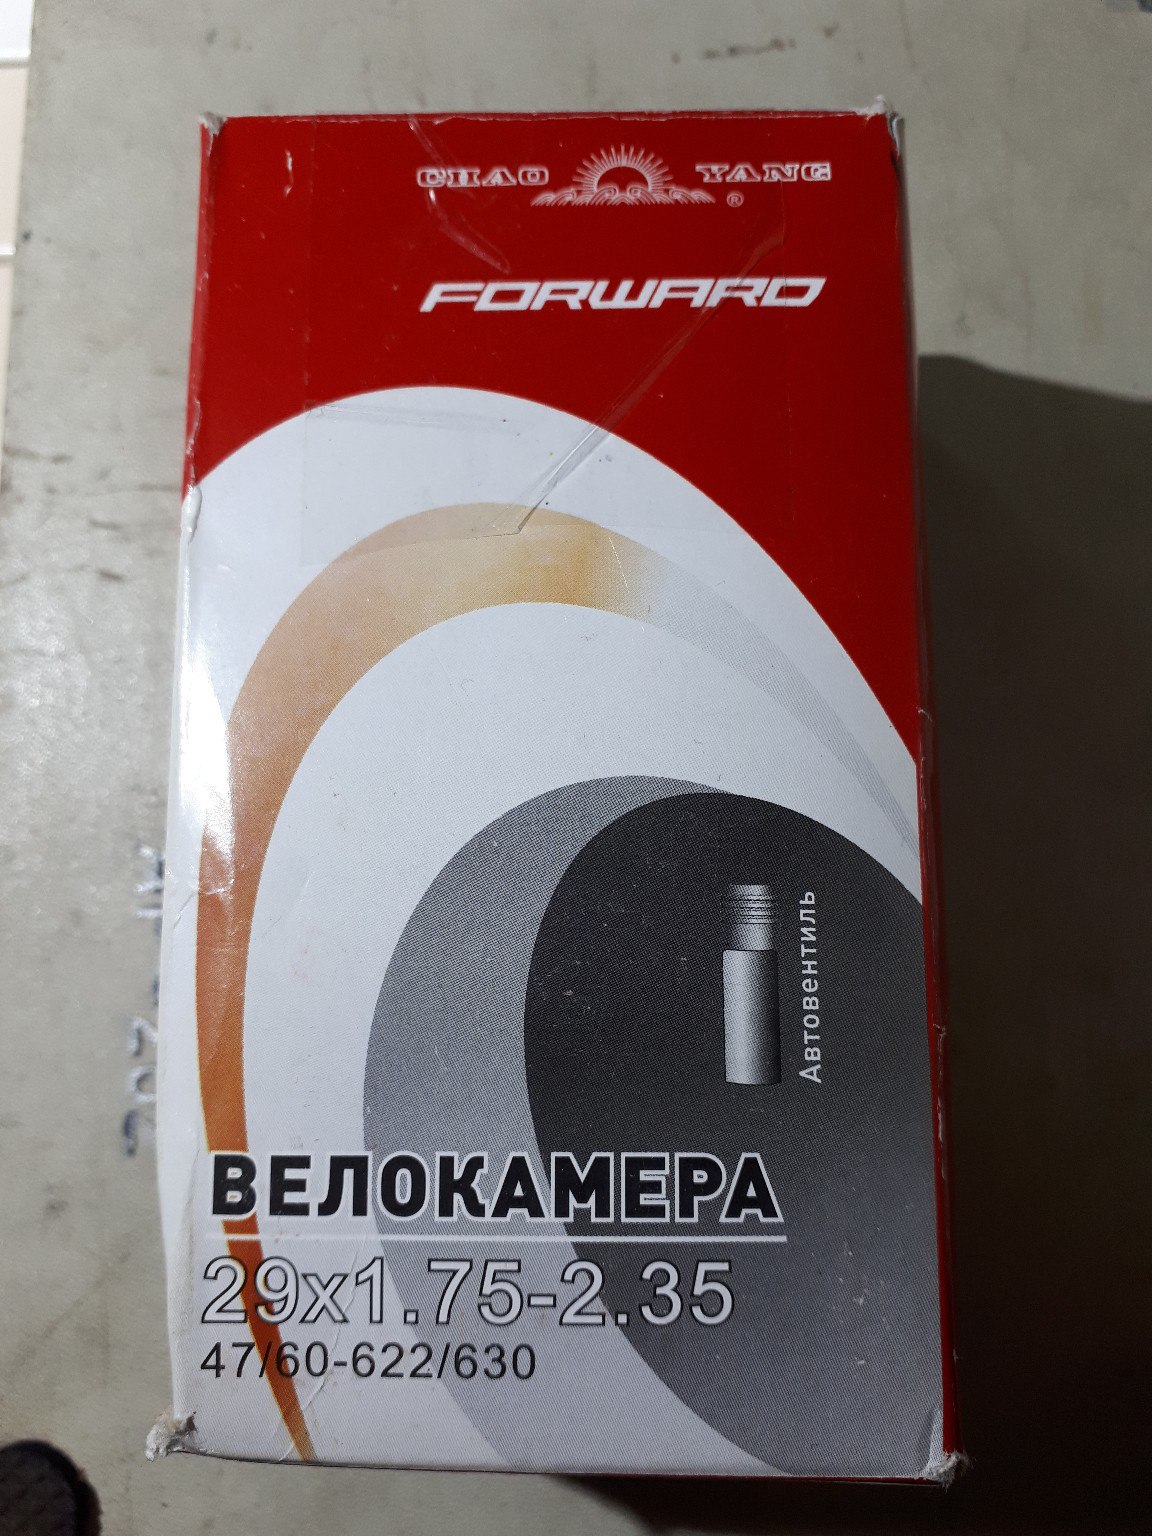 CHAO YANG
®
FORWARD
Автовентиль
ВЕЛОКАМЕРА
29x1.75-2.35
47/60-622/630